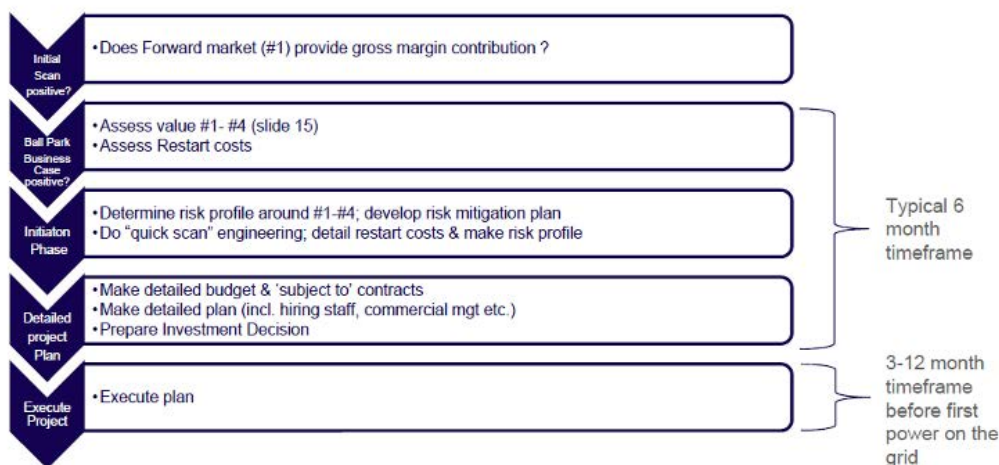 Initial
Scan
positive?
•Does Forward market (#1) provide gross margin contribution ?
Ball Park
Business
Case
positive?
•Assess value #1- #4 (slide 15)
•Assess Restart costs
Initiaton
Phase
•Determine risk profile around #1-#4; develop risk mitigation plan
•Do “quick scan” engineering; detail restart costs & make risk profile
Detailed
project
Plan
•Make detailed budget & ‘subject to’ contracts
•Make detailed plan (incl. hiring staff, commercial mgt etc.)
•Prepare Investment Decision
Execute
Project
•Execute plan
Typical 6
month
timeframe
3-12 month
timeframe
before first
power on the
grid